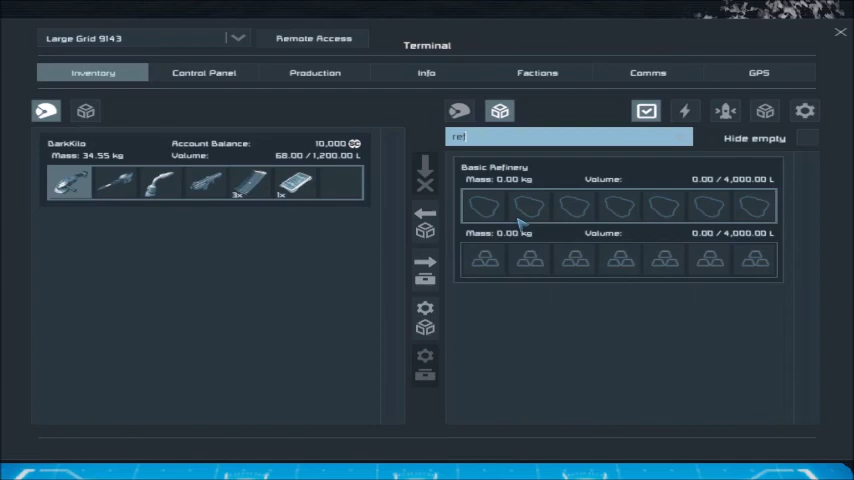 Large Grid 9143
Remote Access
Terminal
Inventory
Control Panel
Production
Info
Factions
Comms
GPS
ref
Hide empty
DarkKilo
Account Balance:
10,000 SC
Mass: 34.55 kg
Volume:
68.00 / 1,200.00 L
3x
1x
Basic Refinery
Mass: 0.00 kg
Volume:
0.00 / 4,000.00 L
Mass: 0.00 kg
Volume:
0.00 / 4,000.00 L